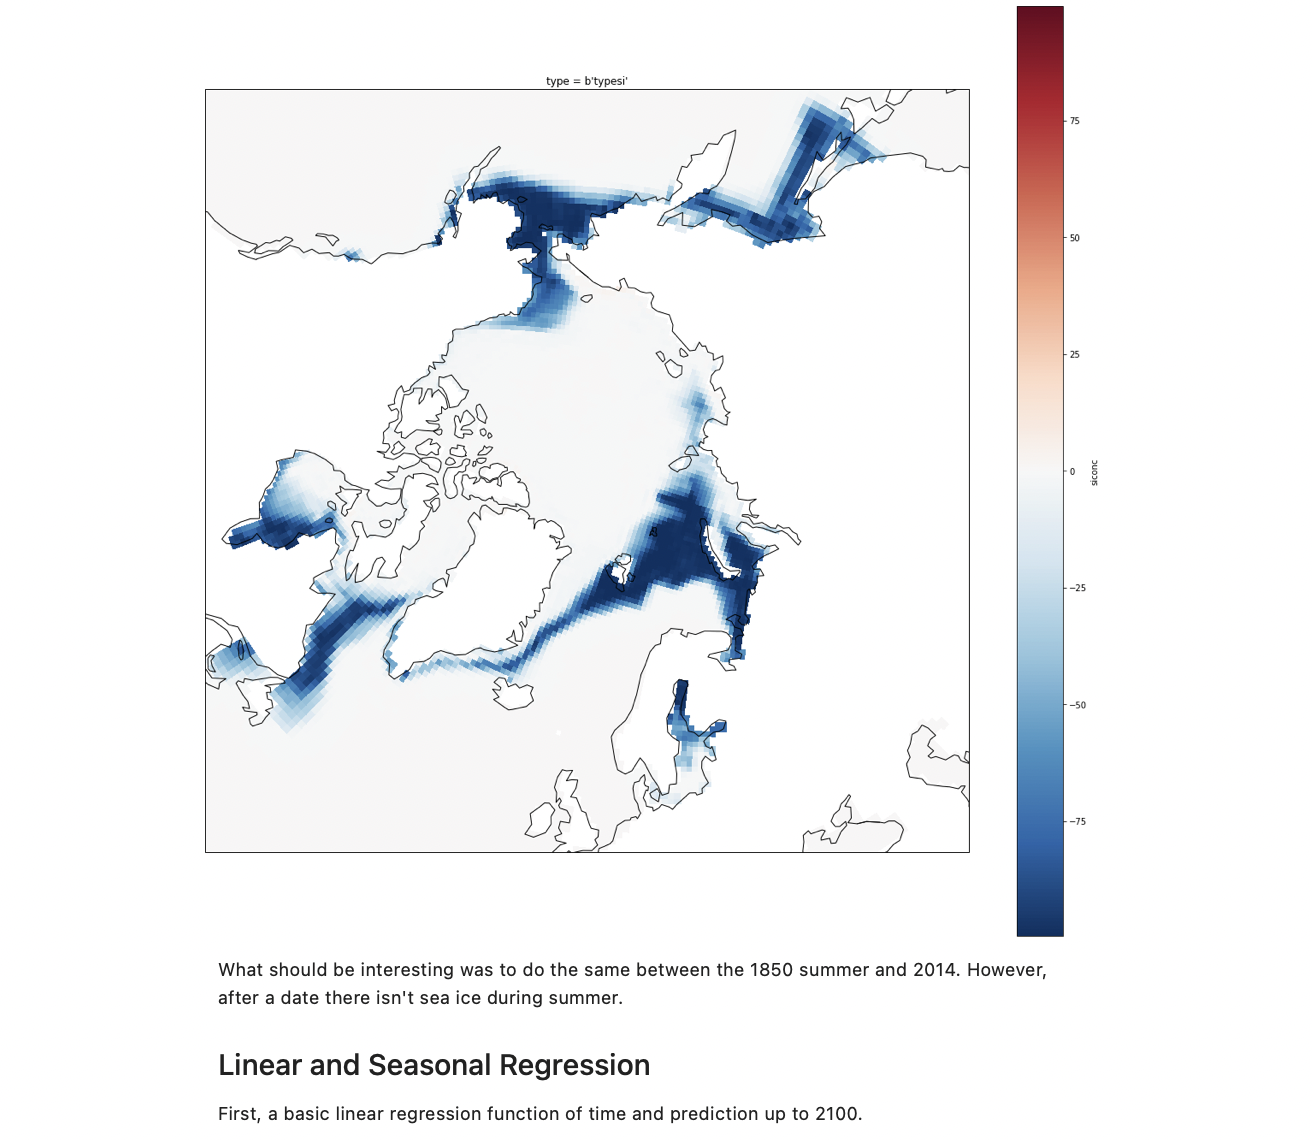 type = b'typesi'
75
50
25
0
−25
−50
−75
siconc
What should be interesting was to do the same between the 1850 summer and 2014. However,
after a date there isn't sea ice during summer.
Linear and Seasonal Regression
First, a basic linear regression function of time and prediction up to 2100.